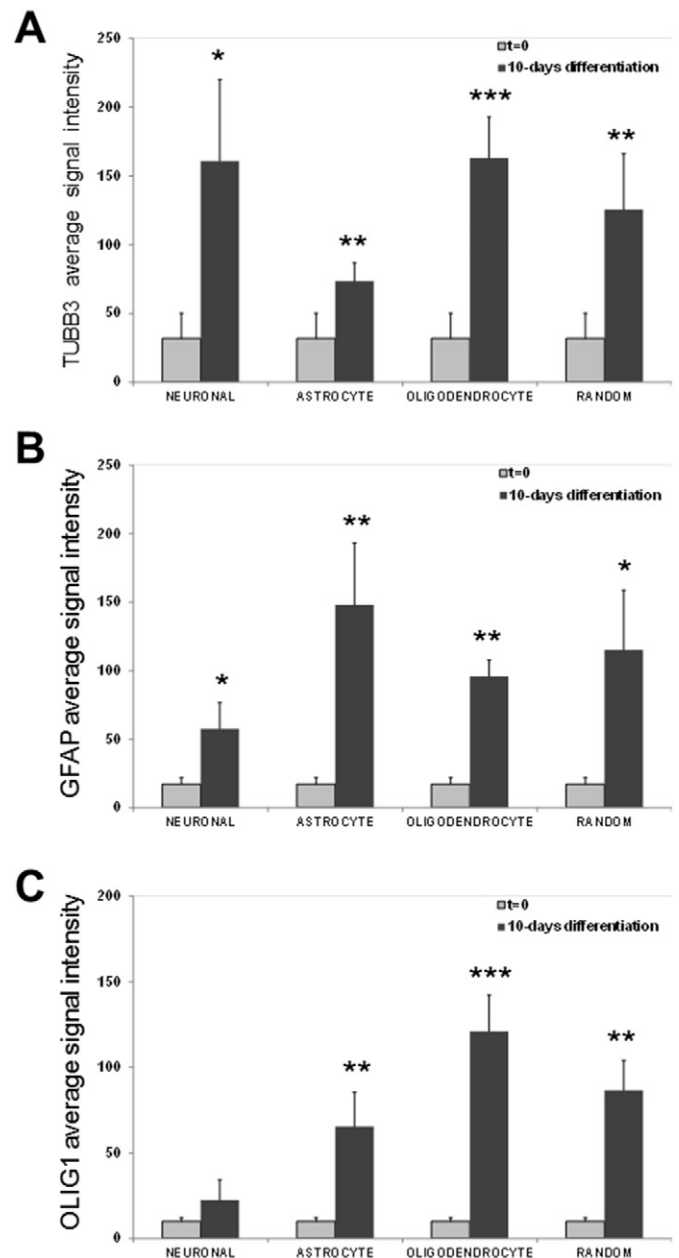 A
TUBB3 average signal intensity
250
200
150
100
50
0
t=0
10-days differentiation
*
**
***
**
NEURONAL ASTROCYTE OLIGODENDROCYTE RANDOM
B
GFAP average signal intensity
250
200
150
100
50
0
t=0
10-days differentiation
*
**
**
*
NEURONAL ASTROCYTE OLIGODENDROCYTE RANDOM
C
OLIG1 average signal intensity
200
150
100
50
0
t=0
10-days differentiation
**
***
**
NEURONAL ASTROCYTE OLIGODENDROCYTE RANDOM